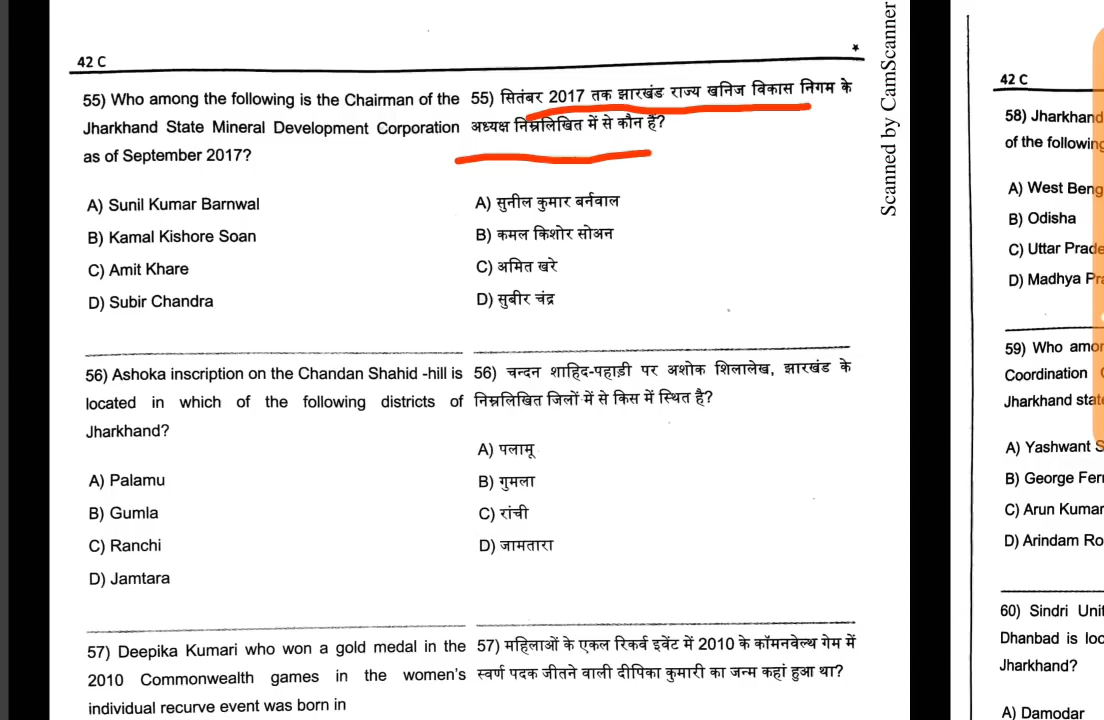 42 C
*
55) Who among the following is the Chairman of the
Jharkhand State Mineral Development Corporation
as of September 2017?
A) Sunil Kumar Barnwal
B) Kamal Kishore Soan
C) Amit Khare
D) Subir Chandra
55) सितंबर 2017 तक झारखंड राज्य खनिज विकास निगम के
अध्यक्ष निम्नलिखित में से कौन हैं?
A) सुनील कुमार बर्नवाल
B) कमल किशोर सोअन
C) अमित खरे
D) सुबीर चंद्र
56) Ashoka inscription on the Chandan Shahid -hill is
located in which of the following districts of
Jharkhand?
A) Palamu
B) Gumla
C) Ranchi
D) Jamtara
56) चन्दन शाहिद-पहाड़ी पर अशोक शिलालेख, झारखंड के
निम्नलिखित जिलों में से किस में स्थित है?
A) पलामू
B) गुमला
C) रांची
D) जामतारा
57) Deepika Kumari who won a gold medal in the
2010 Commonwealth games in the women's
individual recurve event was born in
57) महिलाओं के एकल रिकर्व इवेंट में 2010 के कॉमनवेल्थ गेम में
स्वर्ण पदक जीतने वाली दीपिका कुमारी का जन्म कहां हुआ था?
Scanned by CamScanner
42 C
58) Jharkhand
of the following
A) West Beng
B) Odisha
C) Uttar Prade
D) Madhya Pra
59) Who amon
Coordination
Jharkhand state
A) Yashwant S
B) George Fern
C) Arun Kumar
D) Arindam Ro
60) Sindri Unit
Dhanbad is loc
Jharkhand?
A) Damodar